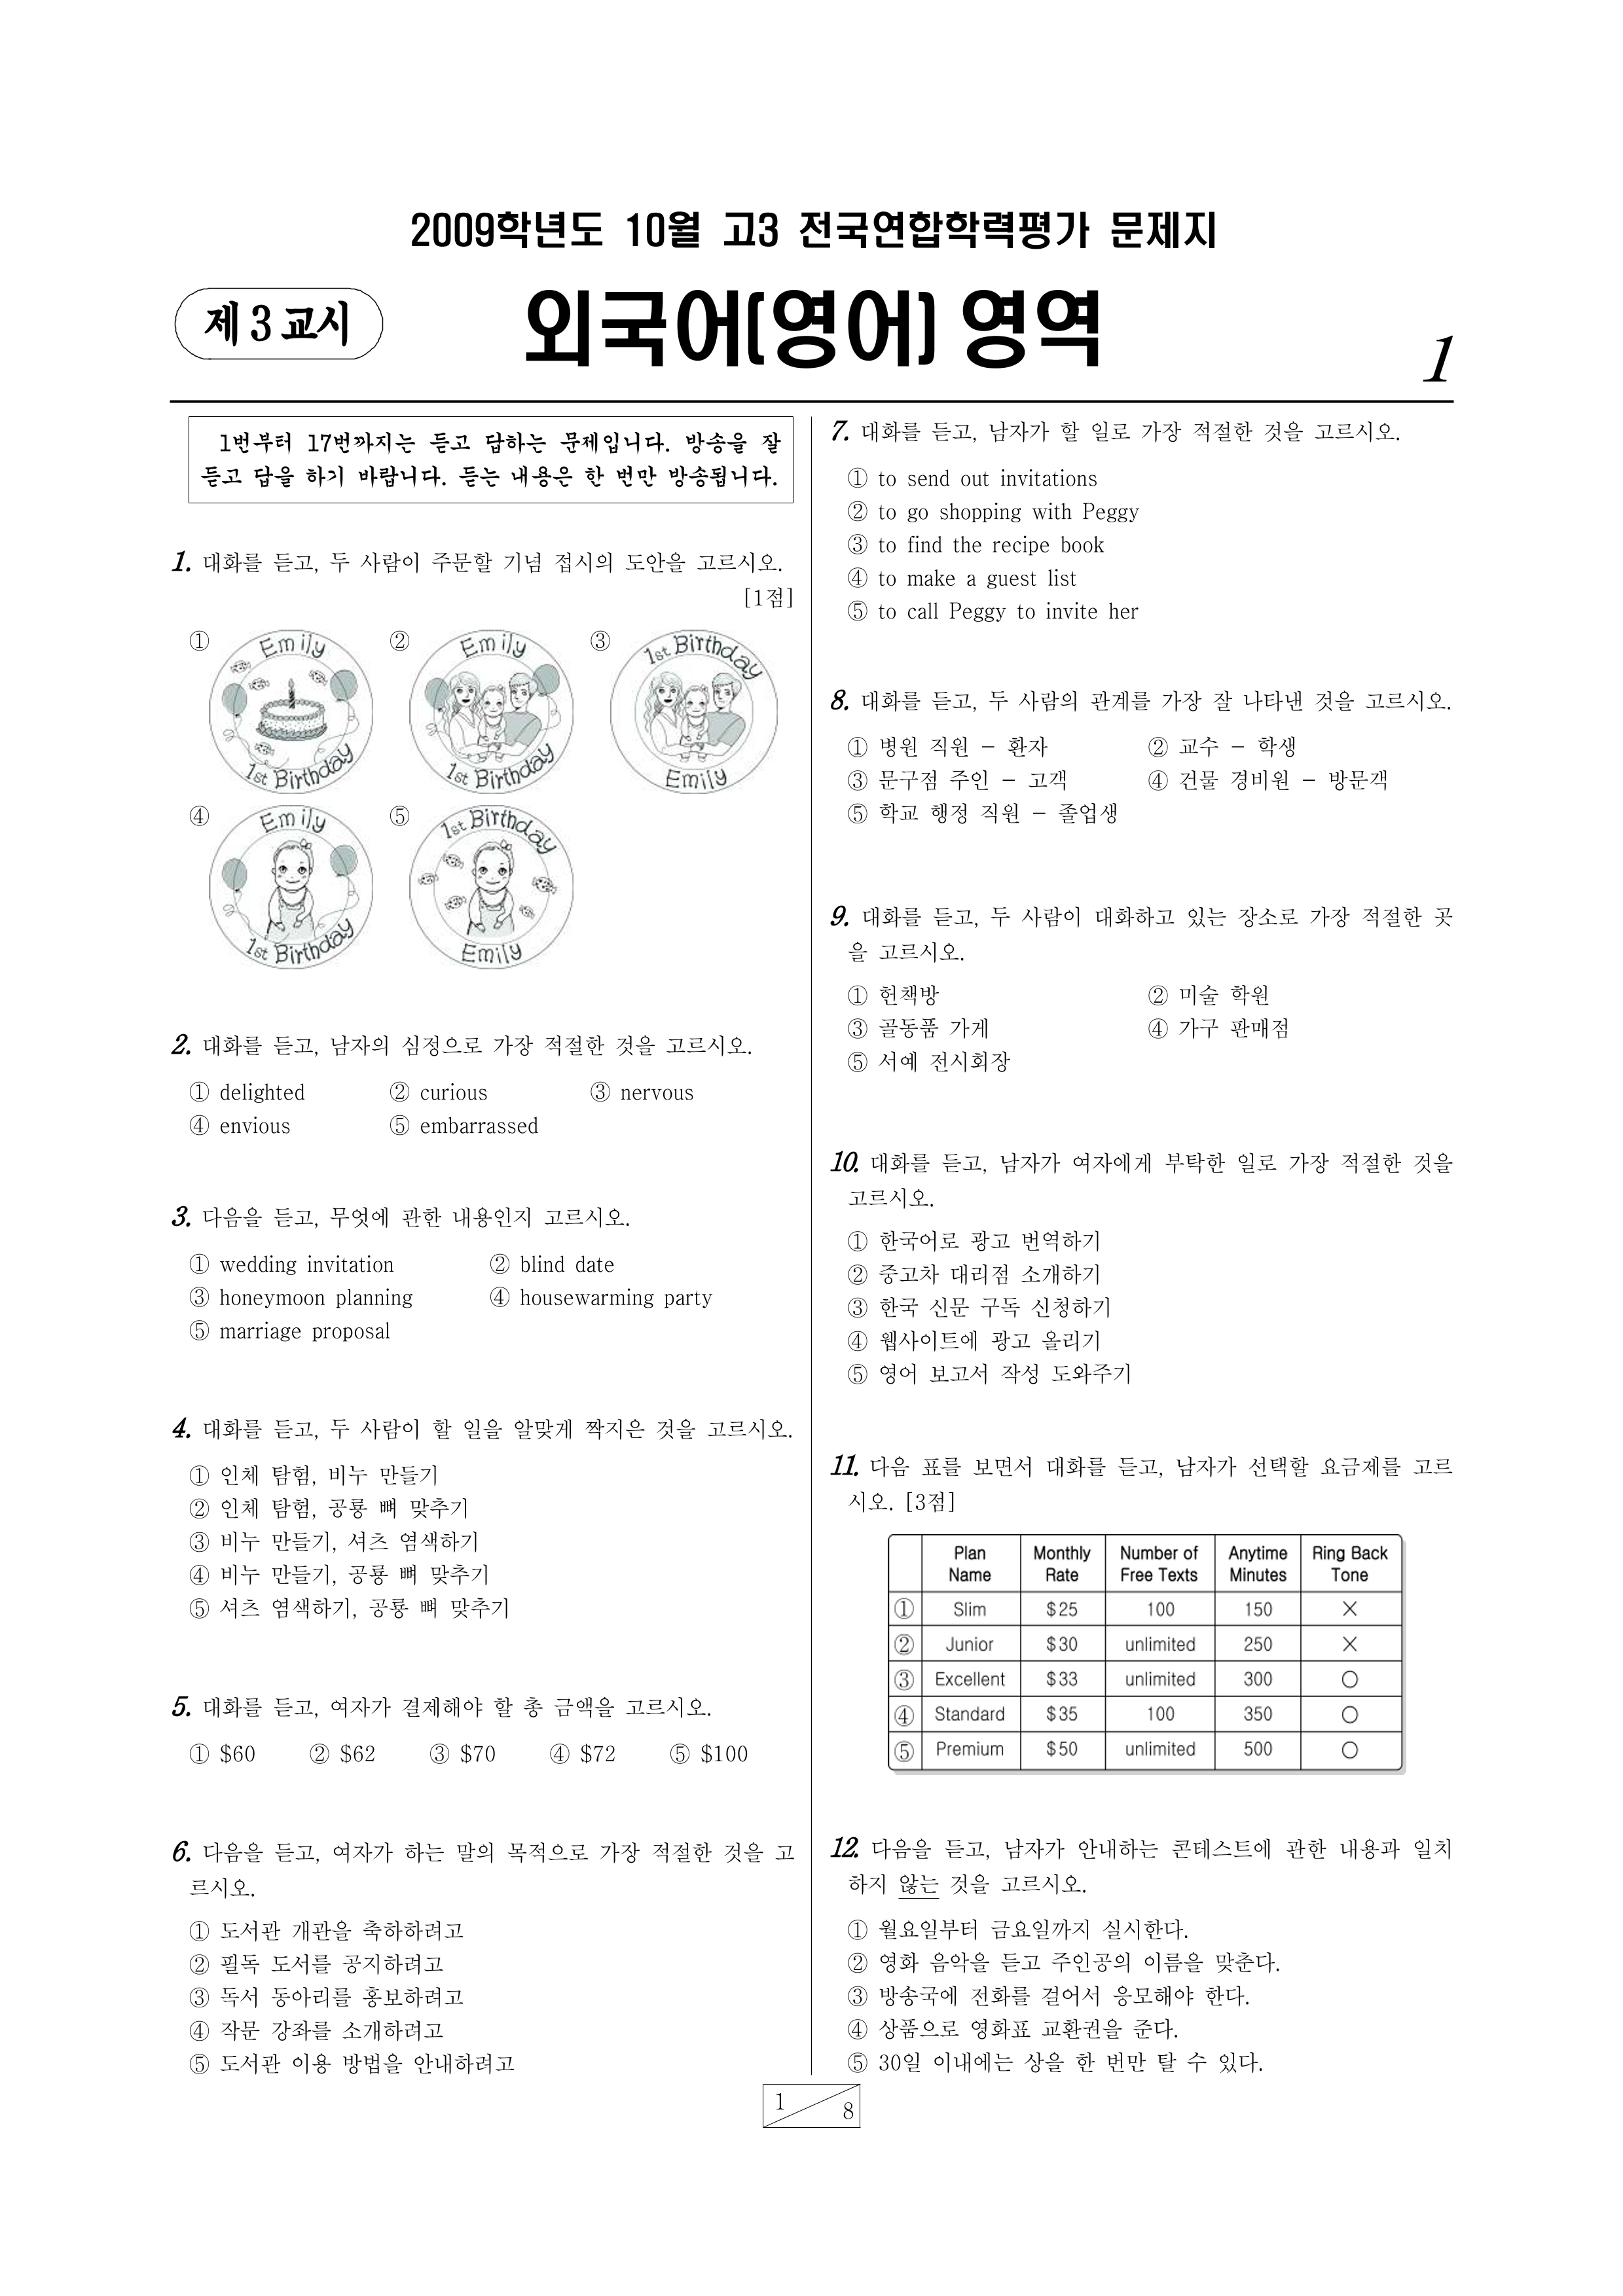 2009학년도 10월 고3 전국연합학력평가 문제지
제 3 교시
외국어(영어) 영역
1
1번부터 17번까지는 듣고 답하는 문제입니다. 방송을 잘
듣고 답을 하기 바랍니다. 듣는 내용은 한 번만 방송됩니다.
1. 대화를 듣고, 두 사람이 주문할 기념 접시의 도안을 고르시오.
[1점]
① Emily 1st Birthday
② Emily 1st Birthday
③ 1st Birthday Emily
④ Emily 1st Birthday
⑤ 1st Birthday Emily
2. 대화를 듣고, 남자의 심정으로 가장 적절한 것을 고르시오.
① delighted ② curious ③ nervous
④ envious ⑤ embarrassed
3. 다음을 듣고, 무엇에 관한 내용인지 고르시오.
① wedding invitation ② blind date
③ honeymoon planning ④ housewarming party
⑤ marriage proposal
4. 대화를 듣고, 두 사람이 할 일을 알맞게 짝지은 것을 고르시오.
① 인체 탐험, 비누 만들기
② 인체 탐험, 공룡 뼈 맞추기
③ 비누 만들기, 셔츠 염색하기
④ 비누 만들기, 공룡 뼈 맞추기
⑤ 셔츠 염색하기, 공룡 뼈 맞추기
5. 대화를 듣고, 여자가 결제해야 할 총 금액을 고르시오.
① $60 ② $62 ③ $70 ④ $72 ⑤ $100
6. 다음을 듣고, 여자가 하는 말의 목적으로 가장 적절한 것을 고
르시오.
① 도서관 개관을 축하하려고
② 필독 도서를 공지하려고
③ 독서 동아리를 홍보하려고
④ 작문 강좌를 소개하려고
⑤ 도서관 이용 방법을 안내하려고
7. 대화를 듣고, 남자가 할 일로 가장 적절한 것을 고르시오.
① to send out invitations
② to go shopping with Peggy
③ to find the recipe book
④ to make a guest list
⑤ to call Peggy to invite her
8. 대화를 듣고, 두 사람의 관계를 가장 잘 나타낸 것을 고르시오.
① 병원 직원 - 환자 ② 교수 - 학생
③ 문구점 주인 - 고객 ④ 건물 경비원 - 방문객
⑤ 학교 행정 직원 - 졸업생
9. 대화를 듣고, 두 사람이 대화하고 있는 장소로 가장 적절한 곳
을 고르시오.
① 헌책방 ② 미술 학원
③ 골동품 가게 ④ 가구 판매점
⑤ 서예 전시회장
10. 대화를 듣고, 남자가 여자에게 부탁한 일로 가장 적절한 것을
고르시오.
① 한국어로 광고 번역하기
② 중고차 대리점 소개하기
③ 한국 신문 구독 신청하기
④ 웹사이트에 광고 올리기
⑤ 영어 보고서 작성 도와주기
11. 다음 표를 보면서 대화를 듣고, 남자가 선택할 요금제를 고르
시오. [3점]
Plan Name Monthly Rate Number of Free Texts Anytime Minutes Ring Back Tone
① Slim $25 100 150 ×
② Junior $30 unlimited 250 ×
③ Excellent $33 unlimited 300 ○
④ Standard $35 100 350 ○
⑤ Premium $50 unlimited 500 ○
12. 다음을 듣고, 남자가 안내하는 콘테스트에 관한 내용과 일치
하지 않는 것을 고르시오.
① 월요일부터 금요일까지 실시한다.
② 영화 음악을 듣고 주인공의 이름을 맞춘다.
③ 방송국에 전화를 걸어서 응모해야 한다.
④ 상품으로 영화표 교환권을 준다.
⑤ 30일 이내에는 상을 한 번만 탈 수 있다.
1 8